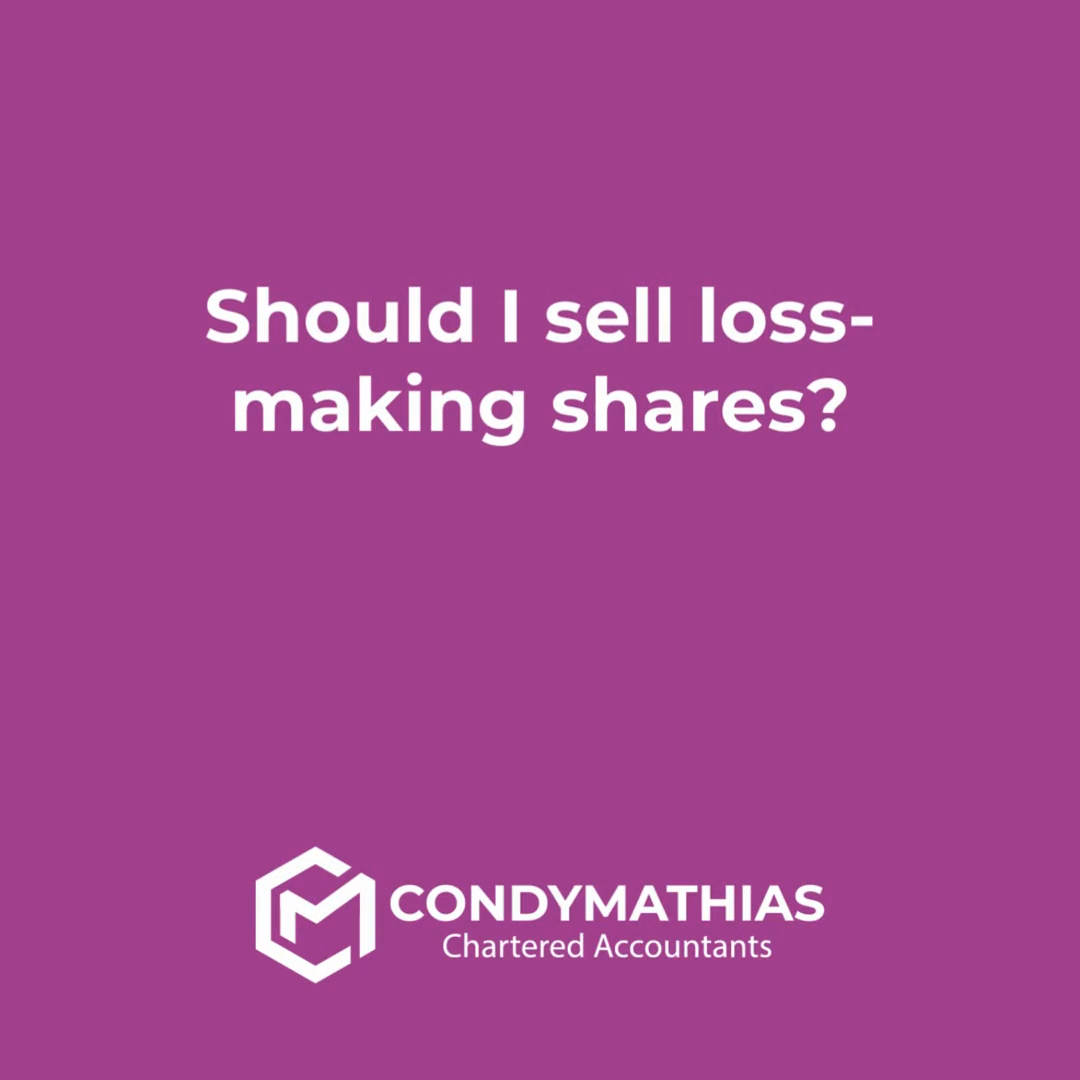 Should I sell loss-
making shares?
CONDYMATHIAS
Chartered Accountants